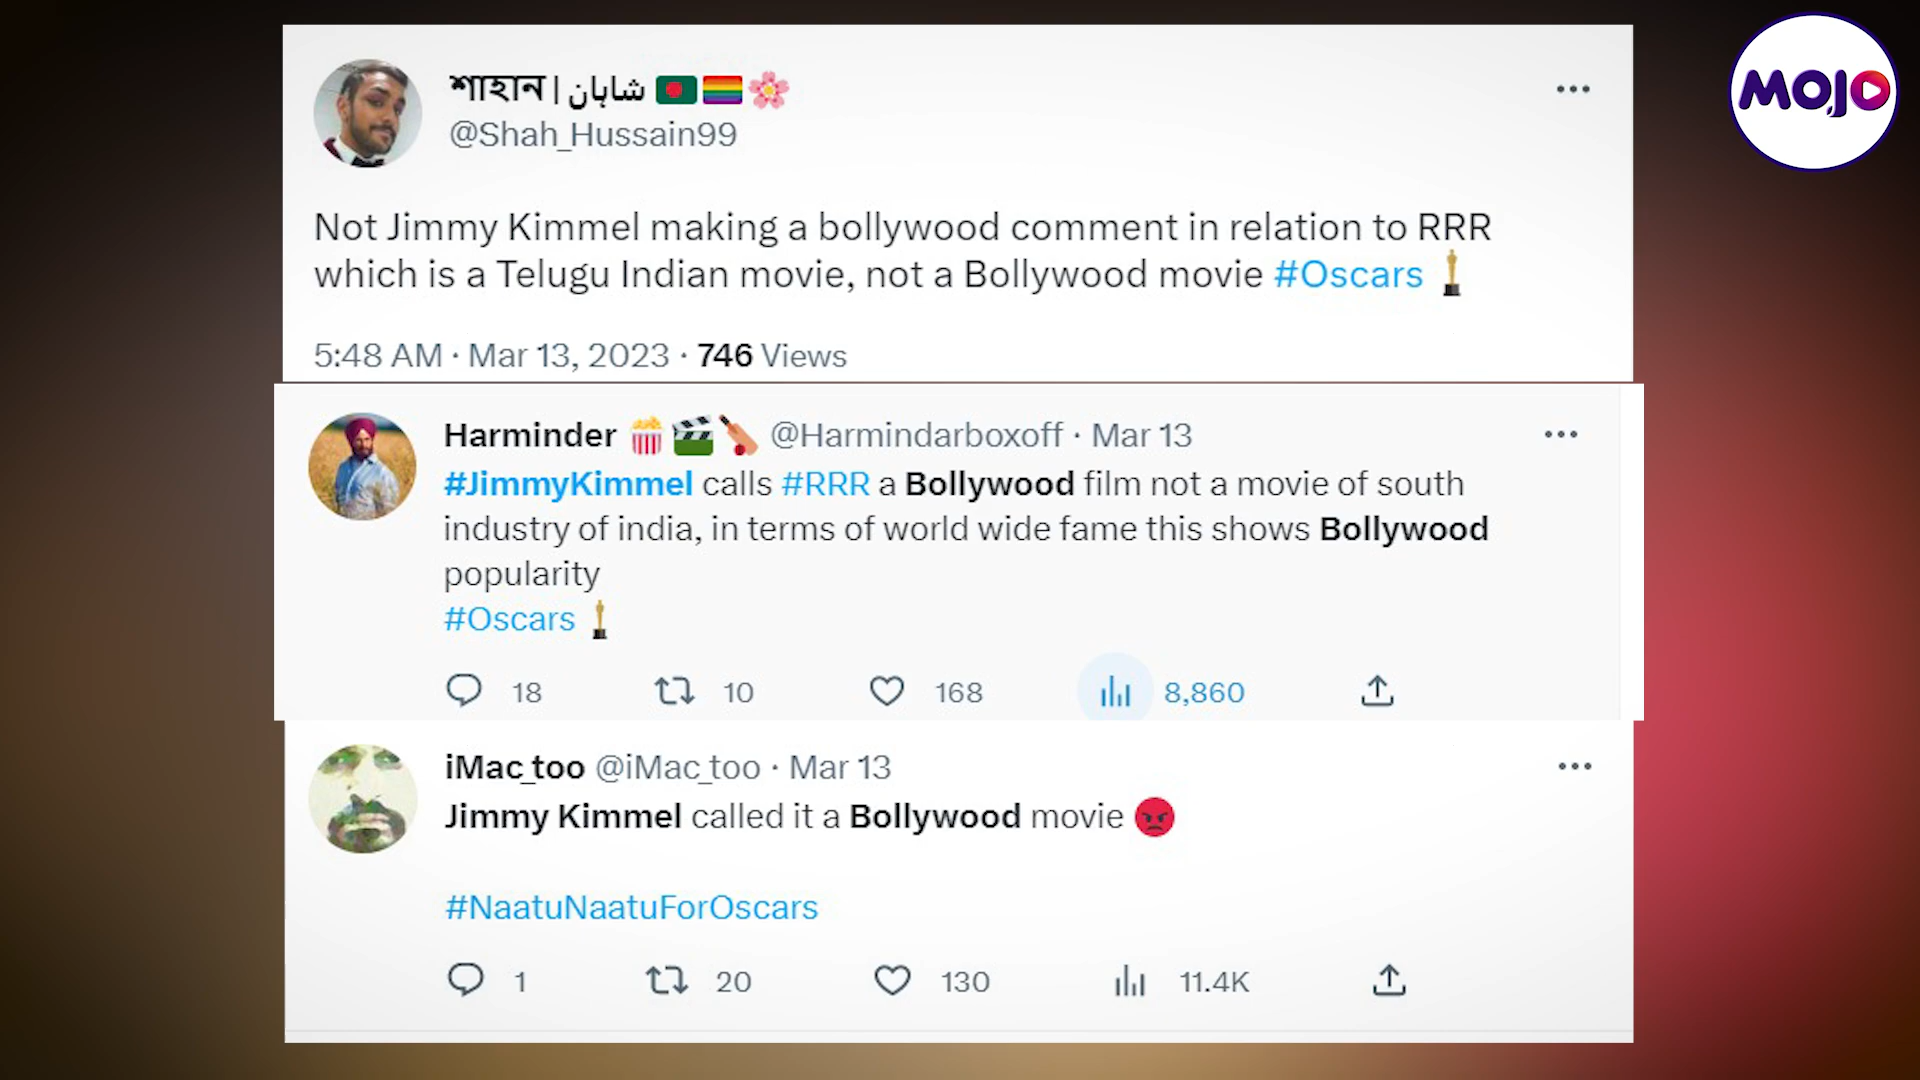 শাহান | شاہان
@Shah_Hussain99
MOJO
Not Jimmy Kimmel making a bollywood comment in relation to RRR
which is a Telugu Indian movie, not a Bollywood movie #Oscars
5:48 AM · Mar 13, 2023 · 746 Views
Harminder @Harmindarboxoff · Mar 13
#JimmyKimmel calls #RRR a Bollywood film not a movie of south
industry of india, in terms of world wide fame this shows Bollywood
popularity
#Oscars
18 10 168 8,860
iMac_too @iMac_too · Mar 13
Jimmy Kimmel called it a Bollywood movie
#NaatuNaatuForOscars
1 20 130 11.4K